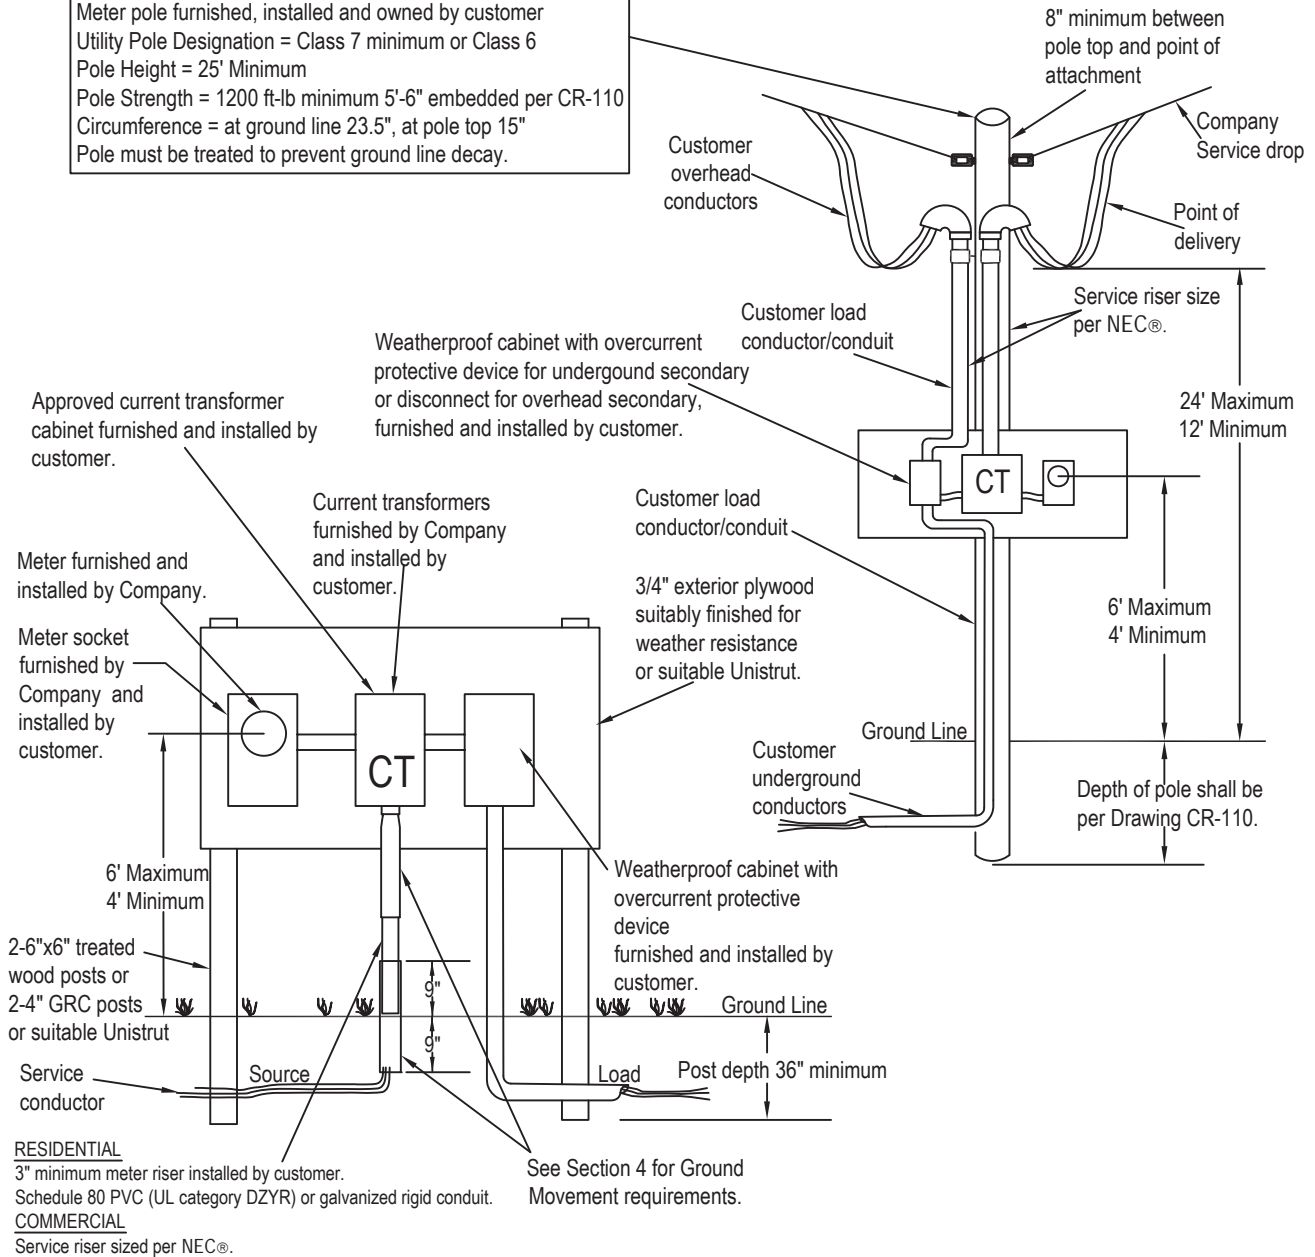 Meter pole furnished, installed and owned by customer
Utility Pole Designation = Class 7 minimum or Class 6
Pole Height = 25' Minimum
Pole Strength = 1200 ft-lb minimum 5'-6" embedded per CR-110
Circumference = at ground line 23.5", at pole top 15"
Pole must be treated to prevent ground line decay.
8" minimum between
pole top and point of
attachment
Company
Service drop
Customer
overhead
conductors
Point of
delivery
Service riser size
per NEC®.
Customer load
conductor/conduit
24' Maximum
12' Minimum
Weatherproof cabinet with overcurrent
protective device for undergound secondary
or disconnect for overhead secondary,
furnished and installed by customer.
Approved current transformer
cabinet furnished and installed by
customer.
CT
Current transformers
furnished by Company
and installed by
customer.
Customer load
conductor/conduit
Meter furnished and
installed by Company.
3/4" exterior plywood
suitably finished for
weather resistance
or suitable Unistrut.
6' Maximum
4' Minimum
Meter socket
furnished by
Company and
installed by
customer.
CT
Ground Line
Customer
underground
conductors
Depth of pole shall be
per Drawing CR-110.
6' Maximum
4' Minimum
Weatherproof cabinet with
overcurrent protective
device
furnished and installed by
customer.
2-6"x6" treated
wood posts or
2-4" GRC posts
or suitable Unistrut
9"
9"
Ground Line
Service
conductor
Source
Load
Post depth 36" minimum
RESIDENTIAL
3" minimum meter riser installed by customer.
Schedule 80 PVC (UL category DZYR) or galvanized rigid conduit.
COMMERCIAL
Service riser sized per NEC®.
See Section 4 for Ground
Movement requirements.